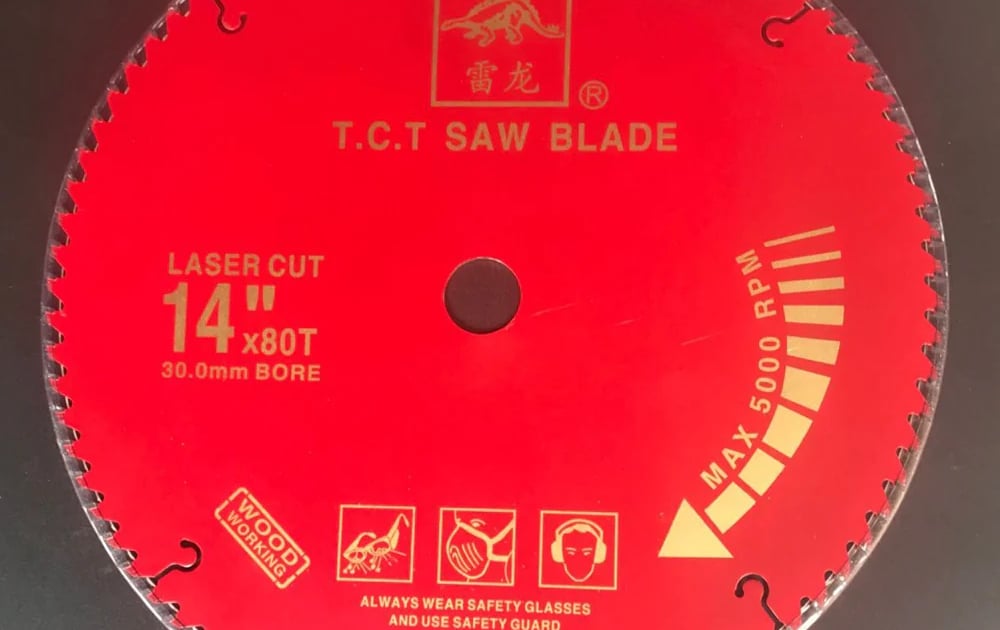 雷龙
®
T.C.T SAW BLADE
LASER CUT
14"x80T
30.0mm BORE
MAX 5000 RPM
WOOD
WORKING
ALWAYS WEAR SAFETY GLASSES
AND USE SAFETY GUARD